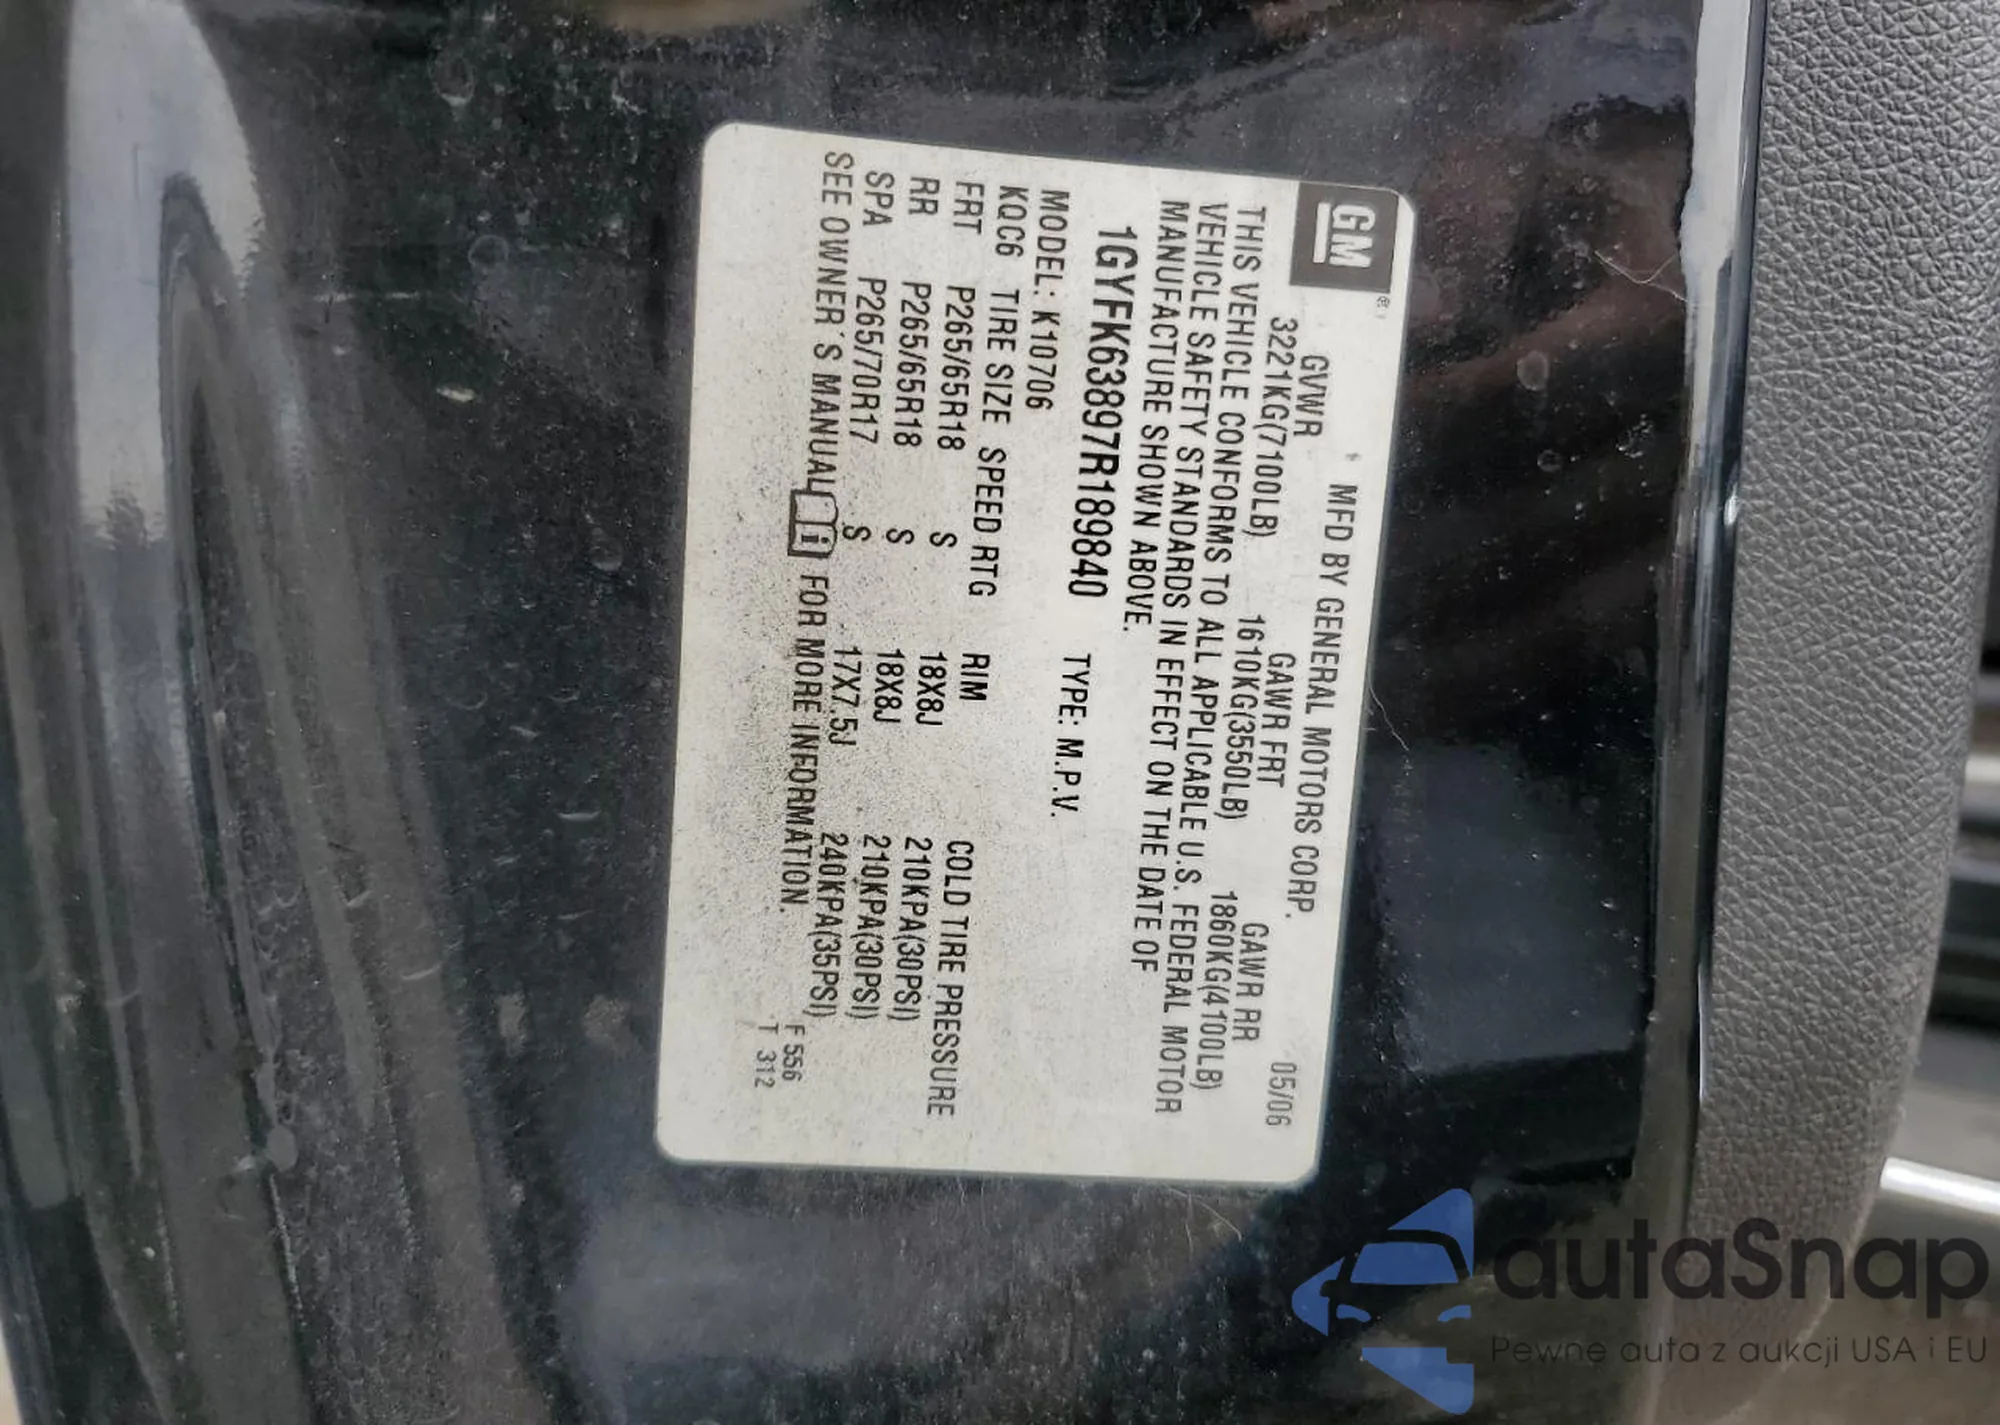 GM®
MFD BY GENERAL MOTORS CORP. 05/06
GVWR GAWR FRT GAWR RR
3221KG(7100LB) 1610KG(3550LB) 1860KG(4100LB)
THIS VEHICLE CONFORMS TO ALL APPLICABLE U.S. FEDERAL MOTOR
VEHICLE SAFETY STANDARDS IN EFFECT ON THE DATE OF
MANUFACTURE SHOWN ABOVE.
1GYFK63897R189840 TYPE: M.P.V.
MODEL: K10706
KQC6 TIRE SIZE SPEED RTG RIM COLD TIRE PRESSURE
FRT P265/65R18 S 18X8J 210KPA(30PSI)
RR P265/65R18 S 18X8J 210KPA(30PSI)
SPA P265/70R17 S 17X7.5J 240KPA(35PSI)
SEE OWNER'S MANUAL i FOR MORE INFORMATION.
F 556
T 312
autaSnap
Pewne auta z aukcji USA i EU